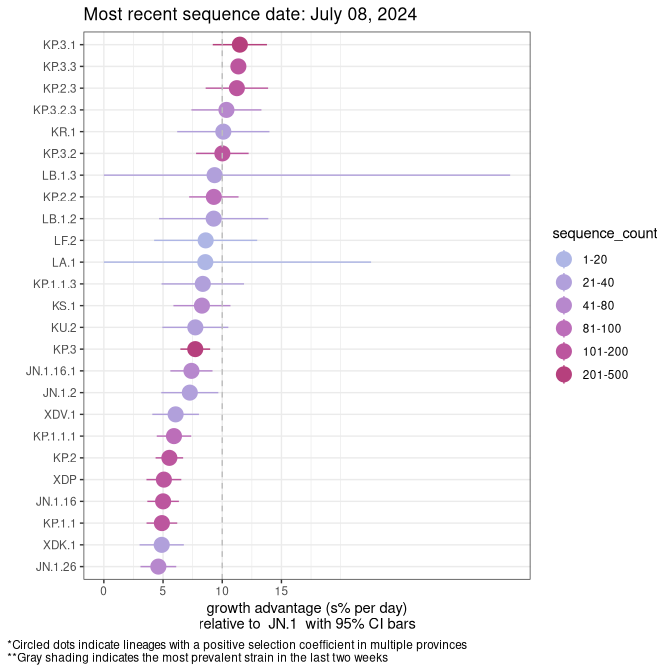 Most recent sequence date: July 08, 2024
KP.3.1
KP.3.3
KP.2.3
KP.3.2.3
KR.1
KP.3.2
LB.1.3
KP.2.2
LB.1.2
LF.2
LA.1
KP.1.1.3
KS.1
KU.2
KP.3
JN.1.16.1
JN.1.2
XDV.1
KP.1.1.1
KP.2
XDP
JN.1.16
KP.1.1
XDK.1
JN.1.26
0 5 10 15
growth advantage (s% per day)
relative to JN.1 with 95% CI bars
sequence_count
1-20
21-40
41-80
81-100
101-200
201-500
*Circled dots indicate lineages with a positive selection coefficient in multiple provinces
**Gray shading indicates the most prevalent strain in the last two weeks